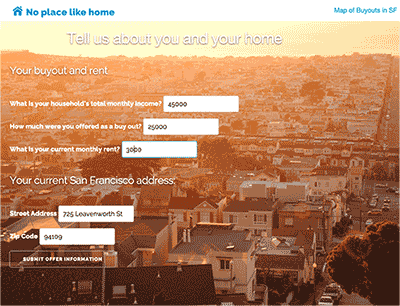 No place like home
Map of Buyouts in SF
Tell us about you and your home
Your buyout and rent
What is your household's total monthly income? 45000
How much were you offered as a buy out? 25000
What is your current monthly rent? 3000
Your current San Francisco address:
Street Address 725 Leavenworth St
Zip Code 94109
SUBMIT OFFER INFORMATION